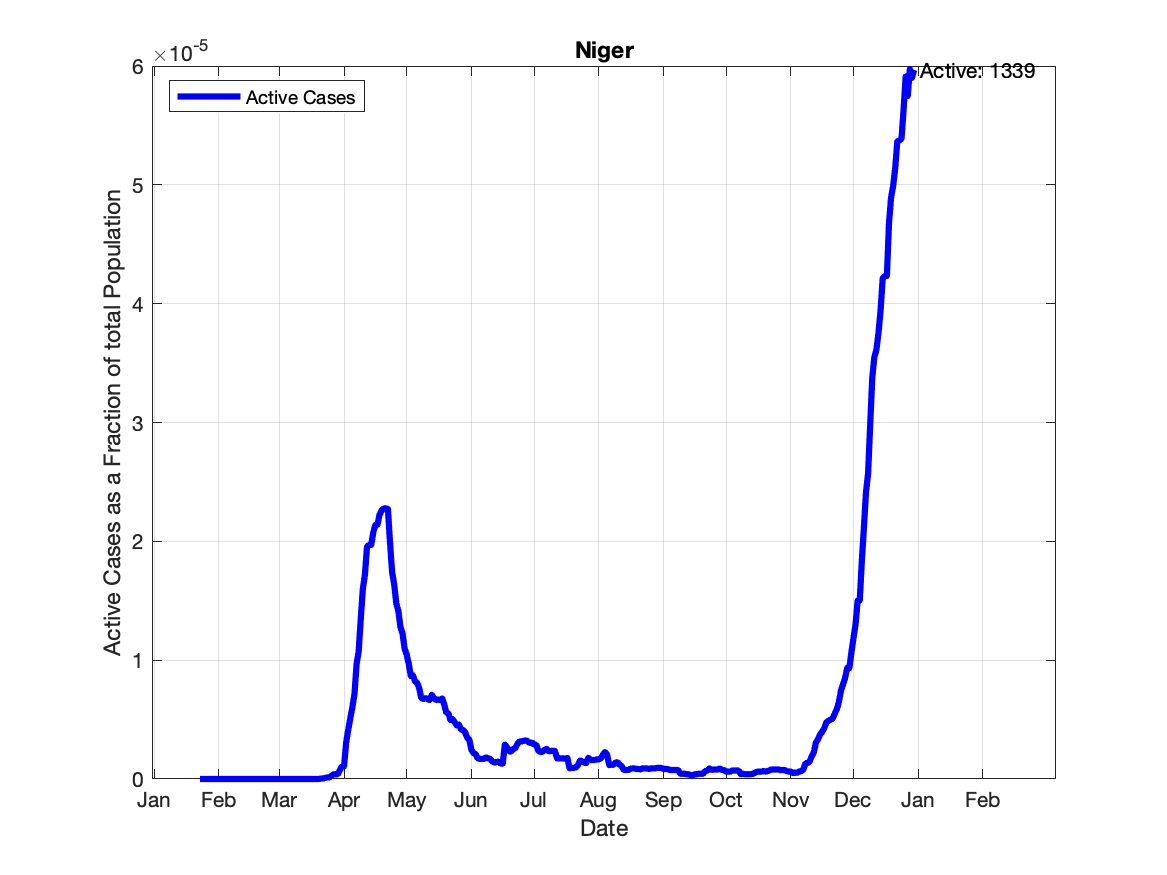 Niger
×10-5
Active: 1339
Active Cases
6
5
4
3
2
1
0
Active Cases as a Fraction of total Population
Jan Feb Mar Apr May Jun Jul Aug Sep Oct Nov Dec Jan Feb
Date